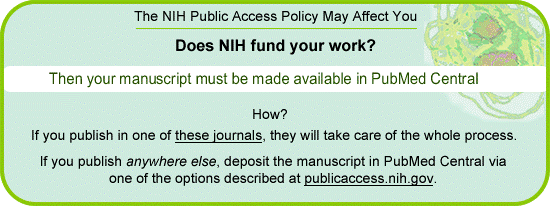 The NIH Public Access Policy May Affect You
Does NIH fund your work?
Then your manuscript must be made available in PubMed Central
How?
If you publish in one of these journals, they will take care of the whole process.
If you publish anywhere else, deposit the manuscript in PubMed Central via
one of the options described at publicaccess.nih.gov.